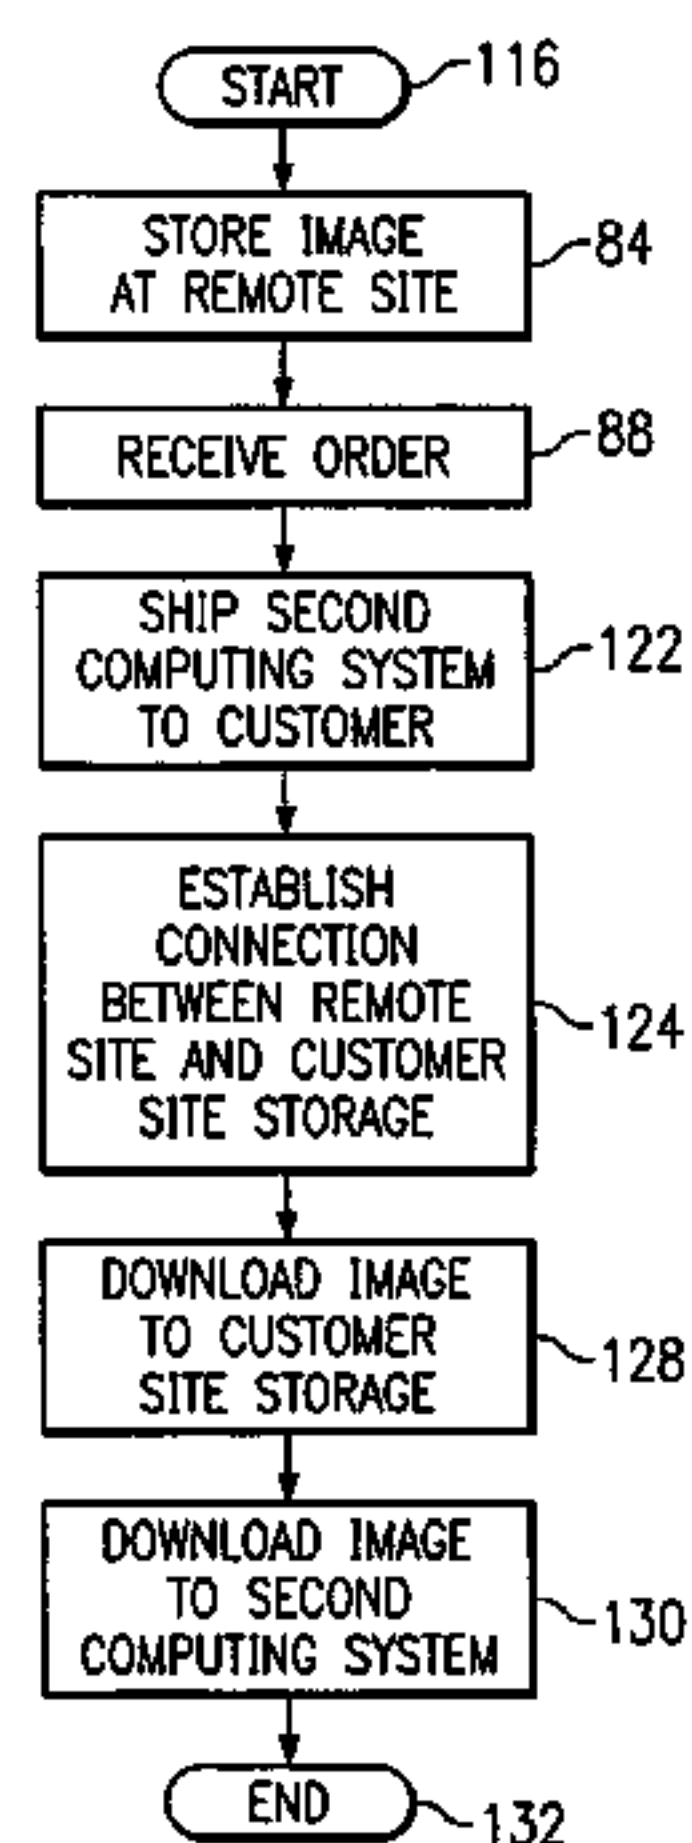 START
116
STORE IMAGE
AT REMOTE SITE
84
RECEIVE ORDER
88
SHIP SECOND
COMPUTING SYSTEM
TO CUSTOMER
122
ESTABLISH
CONNECTION
BETWEEN REMOTE
SITE AND CUSTOMER
SITE STORAGE
124
DOWNLOAD IMAGE
TO CUSTOMER
SITE STORAGE
128
DOWNLOAD IMAGE
TO SECOND
COMPUTING SYSTEM
130
END
132